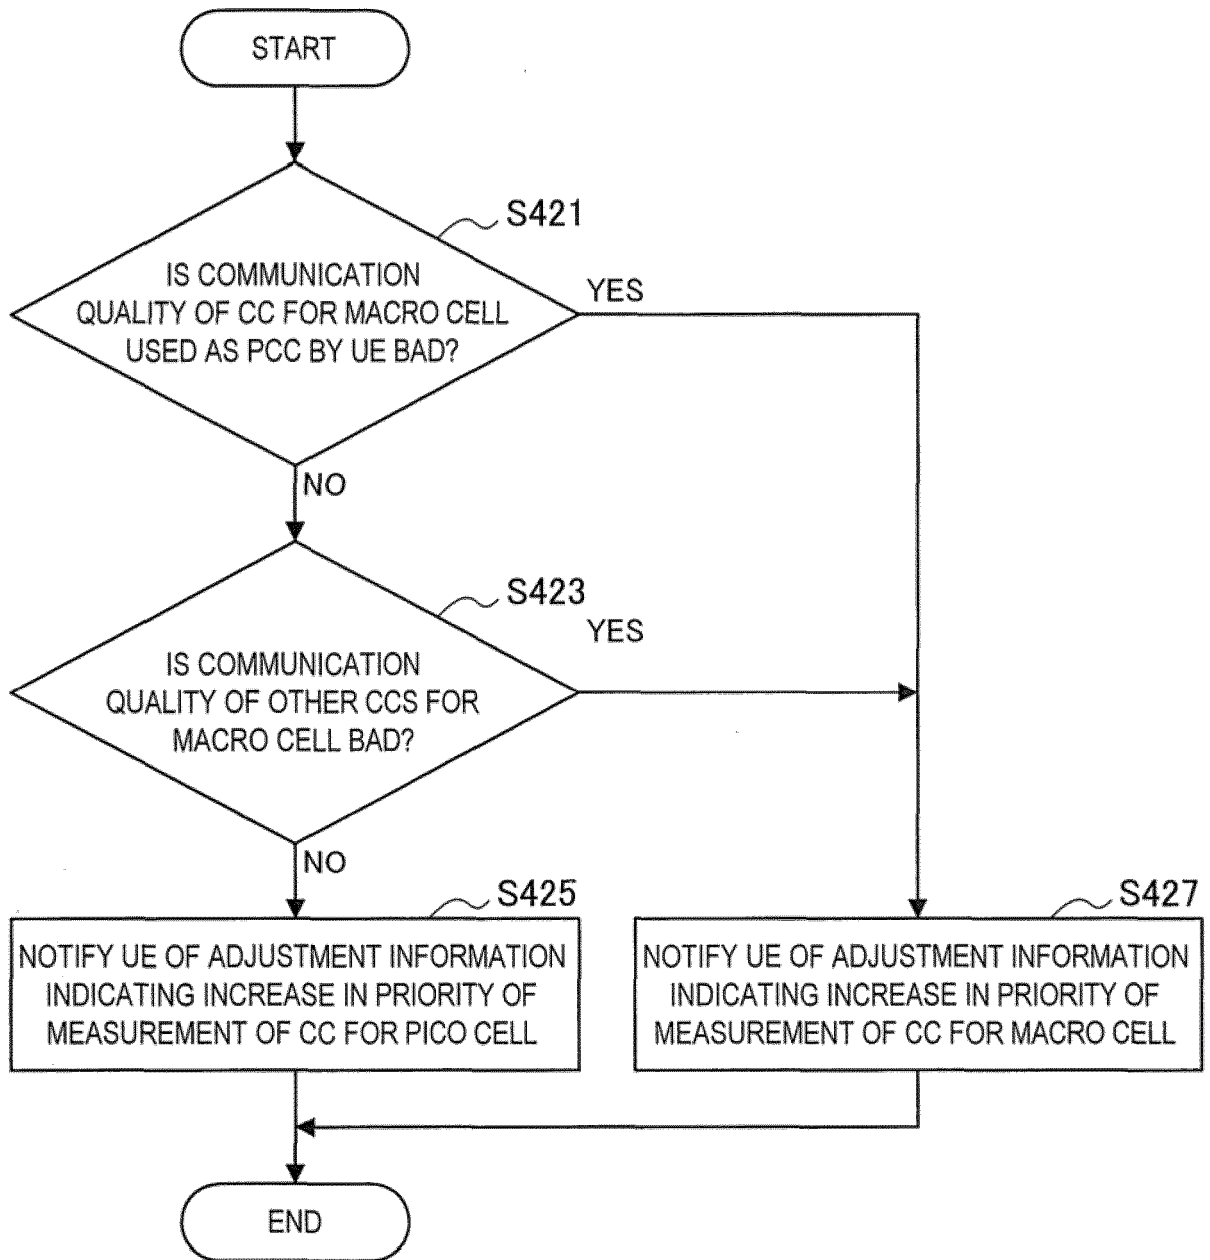 START
S421
IS COMMUNICATION
QUALITY OF CC FOR MACRO CELL
USED AS PCC BY UE BAD?
YES
NO
S423
YES
IS COMMUNICATION
QUALITY OF OTHER CCS FOR
MACRO CELL BAD?
NO
S425
NOTIFY UE OF ADJUSTMENT INFORMATION
INDICATING INCREASE IN PRIORITY OF
MEASUREMENT OF CC FOR PICO CELL
S427
NOTIFY UE OF ADJUSTMENT INFORMATION
INDICATING INCREASE IN PRIORITY OF
MEASUREMENT OF CC FOR MACRO CELL
END